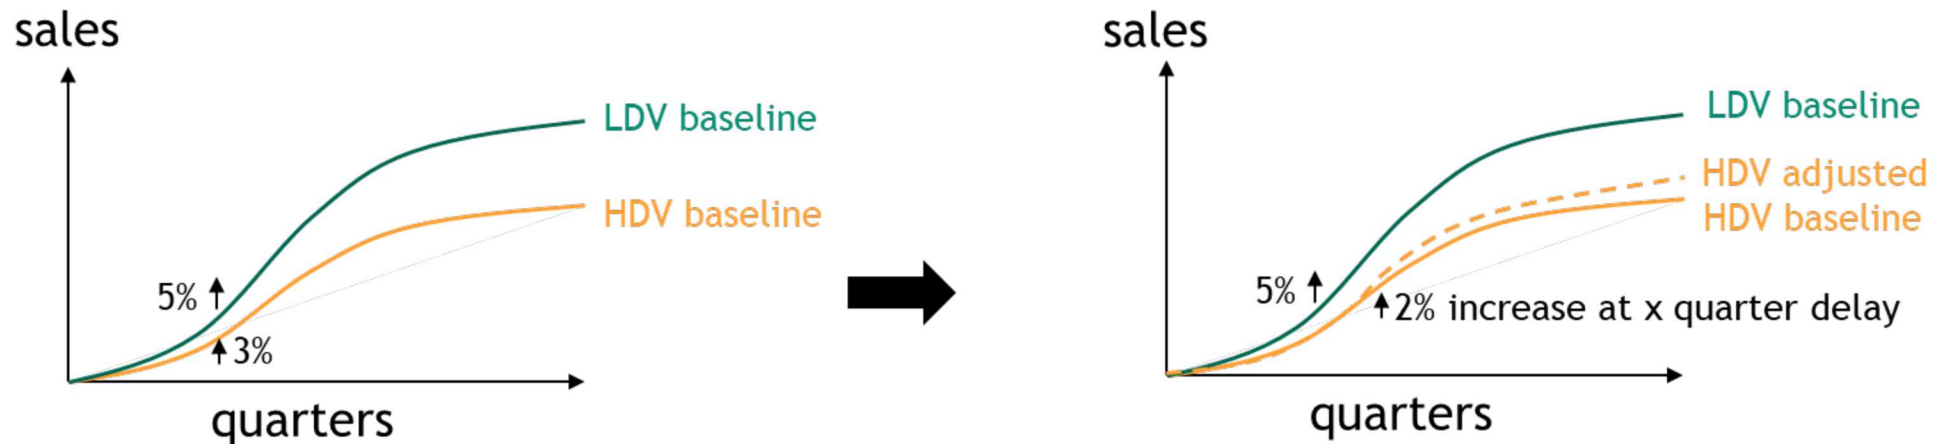 sales
LDV baseline
HDV baseline
5%
3%
quarters
sales
LDV baseline
HDV adjusted
HDV baseline
5%
2% increase at x quarter delay
quarters